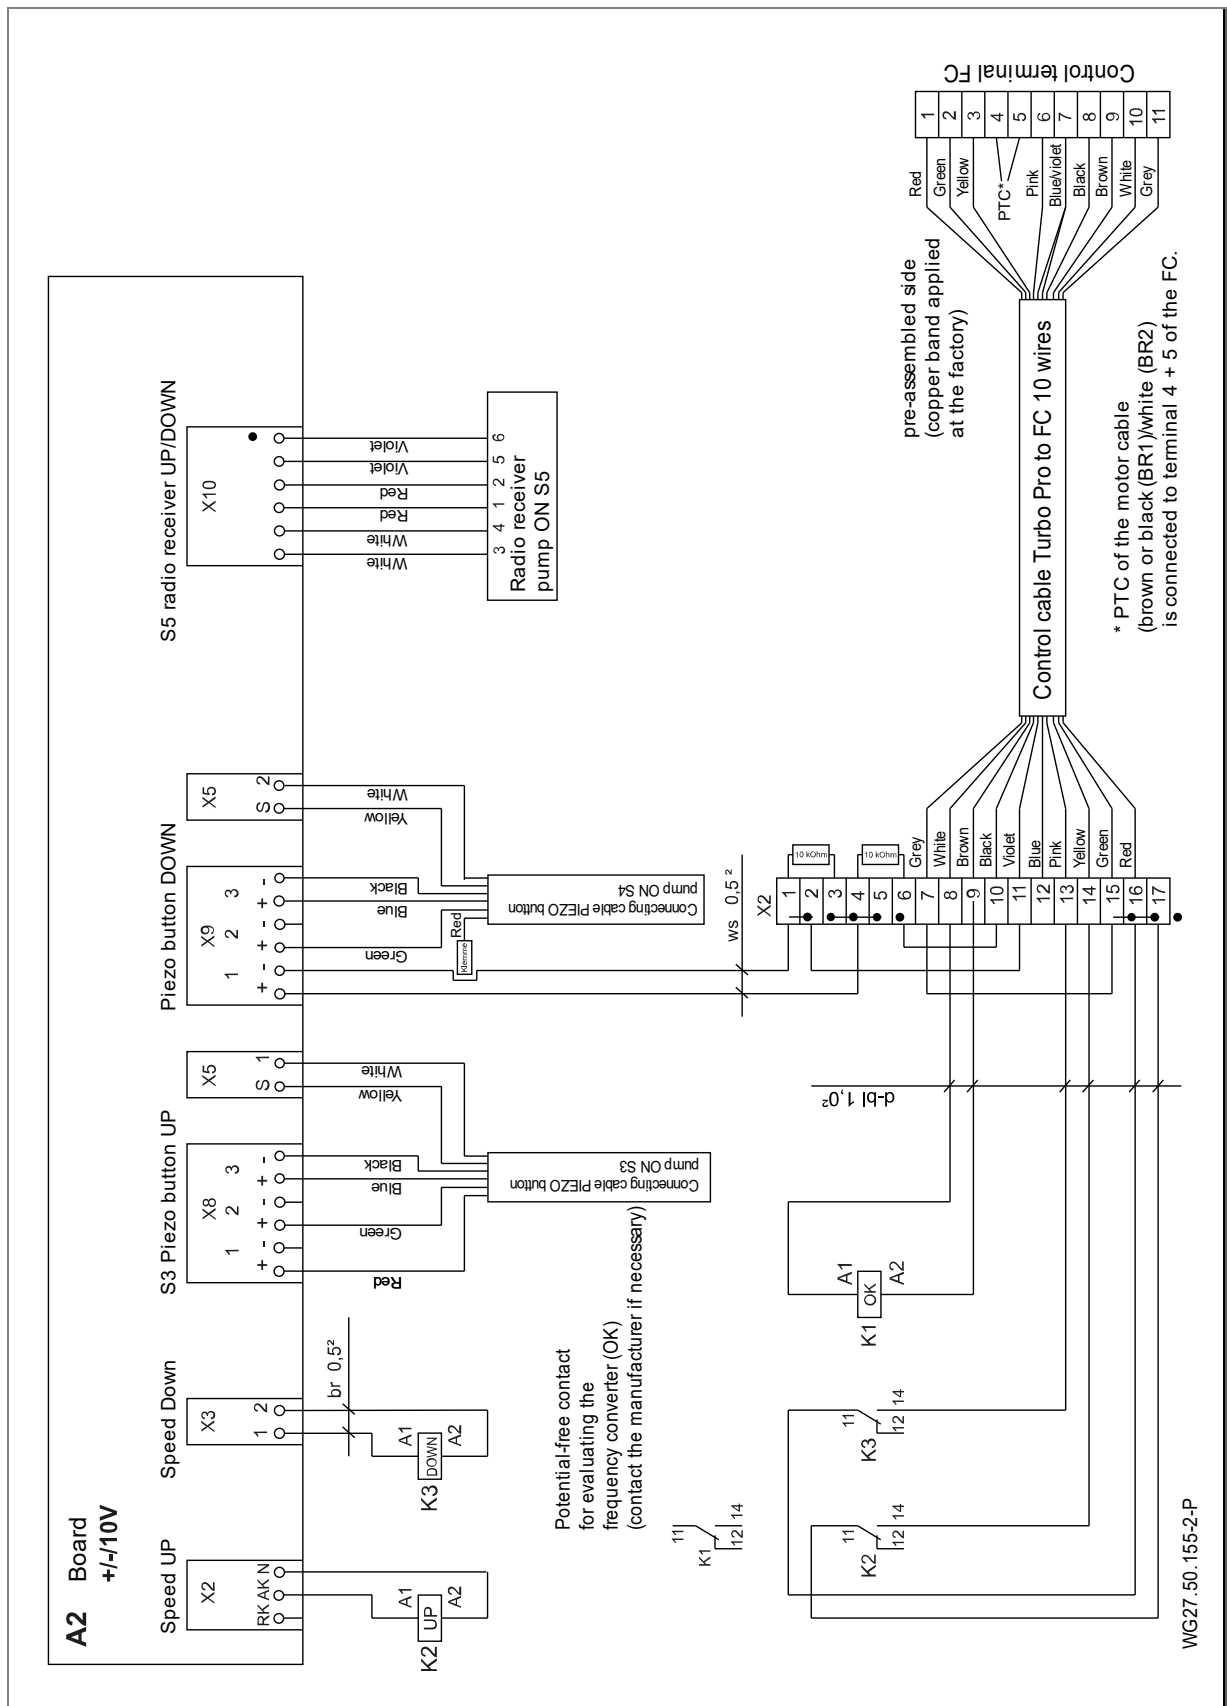 A2 Board
+/-/10V
Speed UP
X2
RK AK N
K2
UP
A1
A2
Speed Down
X3
1 2
br 0,5²
K3
DOWN
A1
A2
S3 Piezo button UP
X8
1 2 3
+ - + - + -
Red
Green
Blue
Black
X5
S 1
Yellow
White
Connecting cable PIEZO button
pump ON S3
Piezo button DOWN
X9
1 2 3
+ - + - + -
Green
Blue
Black
Red
Klemme
X5
S 2
Yellow
White
Connecting cable PIEZO button
pump ON S4
S5 radio receiver UP/DOWN
X10
White
White
Red
Red
Violet
Violet
3 4 1 2 5 6
Radio receiver
pump ON S5
Potential-free contact
for evaluating the
frequency converter (OK)
(contact the manufacturer if necessary)
K1
11
12 14
ws 0,5²
X2
1
2
3
4
5
6
7
8
9
10
11
12
13
14
15
16
17
10 kOhm
10 kOhm
Grey
White
Brown
Black
Violet
Blue
Pink
Yellow
Green
Red
d-bl 1,0²
K1
OK
A1
A2
K3
11
12 14
K2
11
12 14
Control cable Turbo Pro to FC 10 wires
pre-assembled side
(copper band applied
at the factory)
Red
Green
Yellow
PTC*
Pink
Blue/violet
Black
Brown
White
Grey
1
2
3
4
5
6
7
8
9
10
11
Control terminal FC
* PTC of the motor cable
(brown or black (BR1)/white (BR2)
is connected to terminal 4 + 5 of the FC.
WG27.50.155-2-P